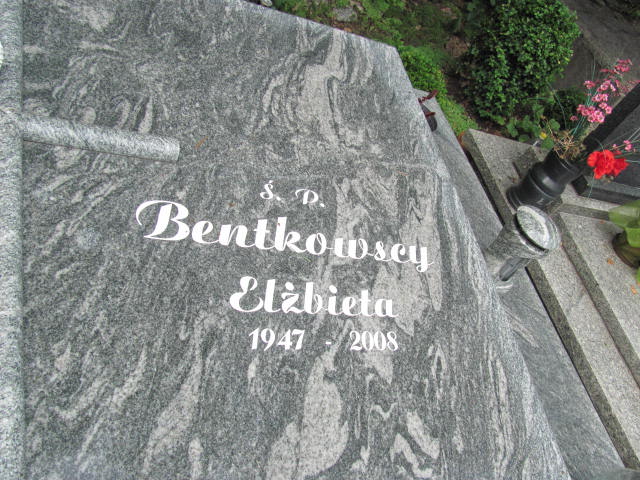 Ś. P.
Bentkowscy
Elżbieta
1947 - 2008